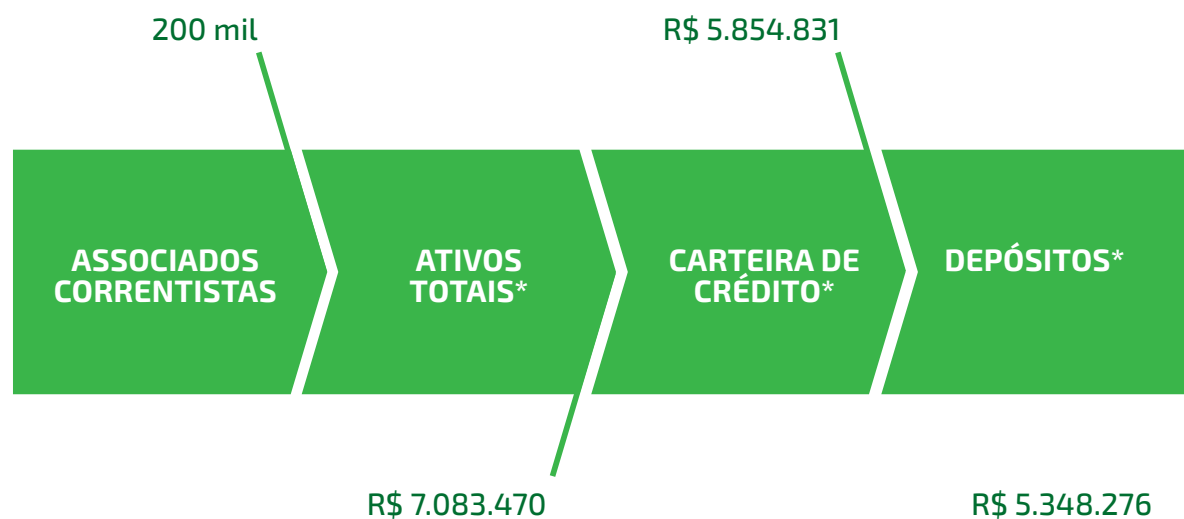 200 mil
R$ 5.854.831
ASSOCIADOS
CORRENTISTAS
ATIVOS
TOTAIS*
CARTEIRA DE
CRÉDITO*
DEPÓSITOS*
R$ 7.083.470
R$ 5.348.276